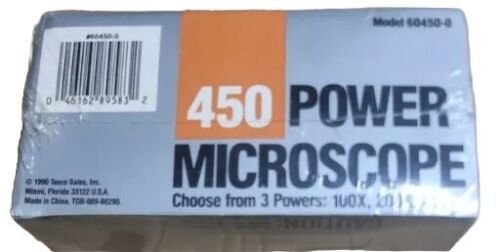 #60450-0
Model 60450-0
0 46162 89583 2
450 POWER
MICROSCOPE
© 1990 Tasco Sales, Inc.
Miami, Florida 33122 U.S.A.
Made in China. TGB-089-80290.
Choose from 3 Powers: 100X,
CAUTION